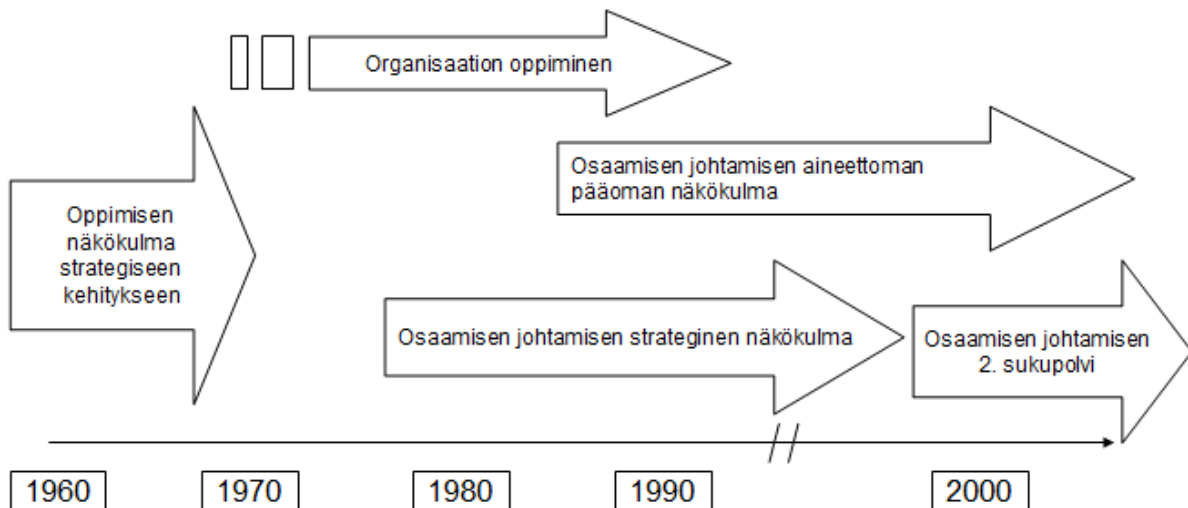 Organisaation oppiminen
Osaamisen johtamisen aineettoman
pääoman näkökulma
Oppimisen
näkökulma
strategiseen
kehitykseen
Osaamisen johtamisen strateginen näkökulma
Osaamisen johtamisen
2. sukupolvi
1960
1970
1980
1990
2000